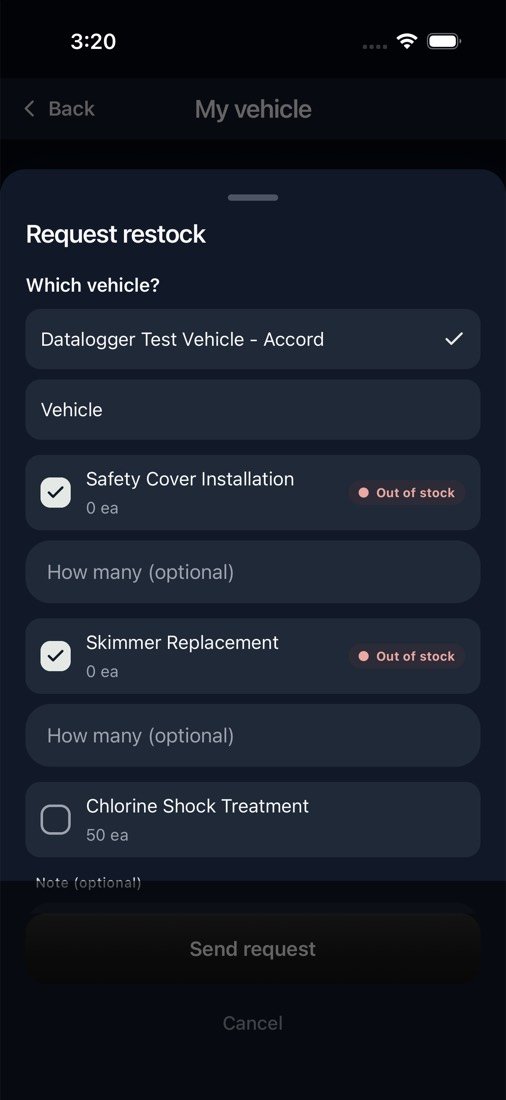 3:20
Back
My vehicle
Request restock
Which vehicle?
Datalogger Test Vehicle - Accord
Vehicle
Safety Cover Installation
0 ea
Out of stock
How many (optional)
Skimmer Replacement
0 ea
Out of stock
How many (optional)
Chlorine Shock Treatment
50 ea
Note (optional)
Send request
Cancel